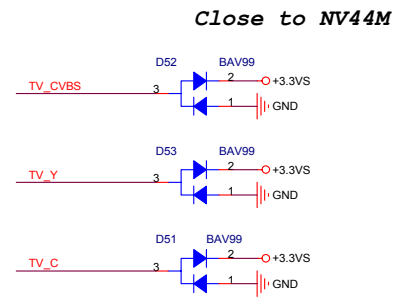 Close to NV44M
D52 BAV99
TV_CVBS 3 2 +3.3VS
1 GND
D53 BAV99
TV_Y 3 2 +3.3VS
1 GND
D51 BAV99
TV_C 3 2 +3.3VS
1 GND